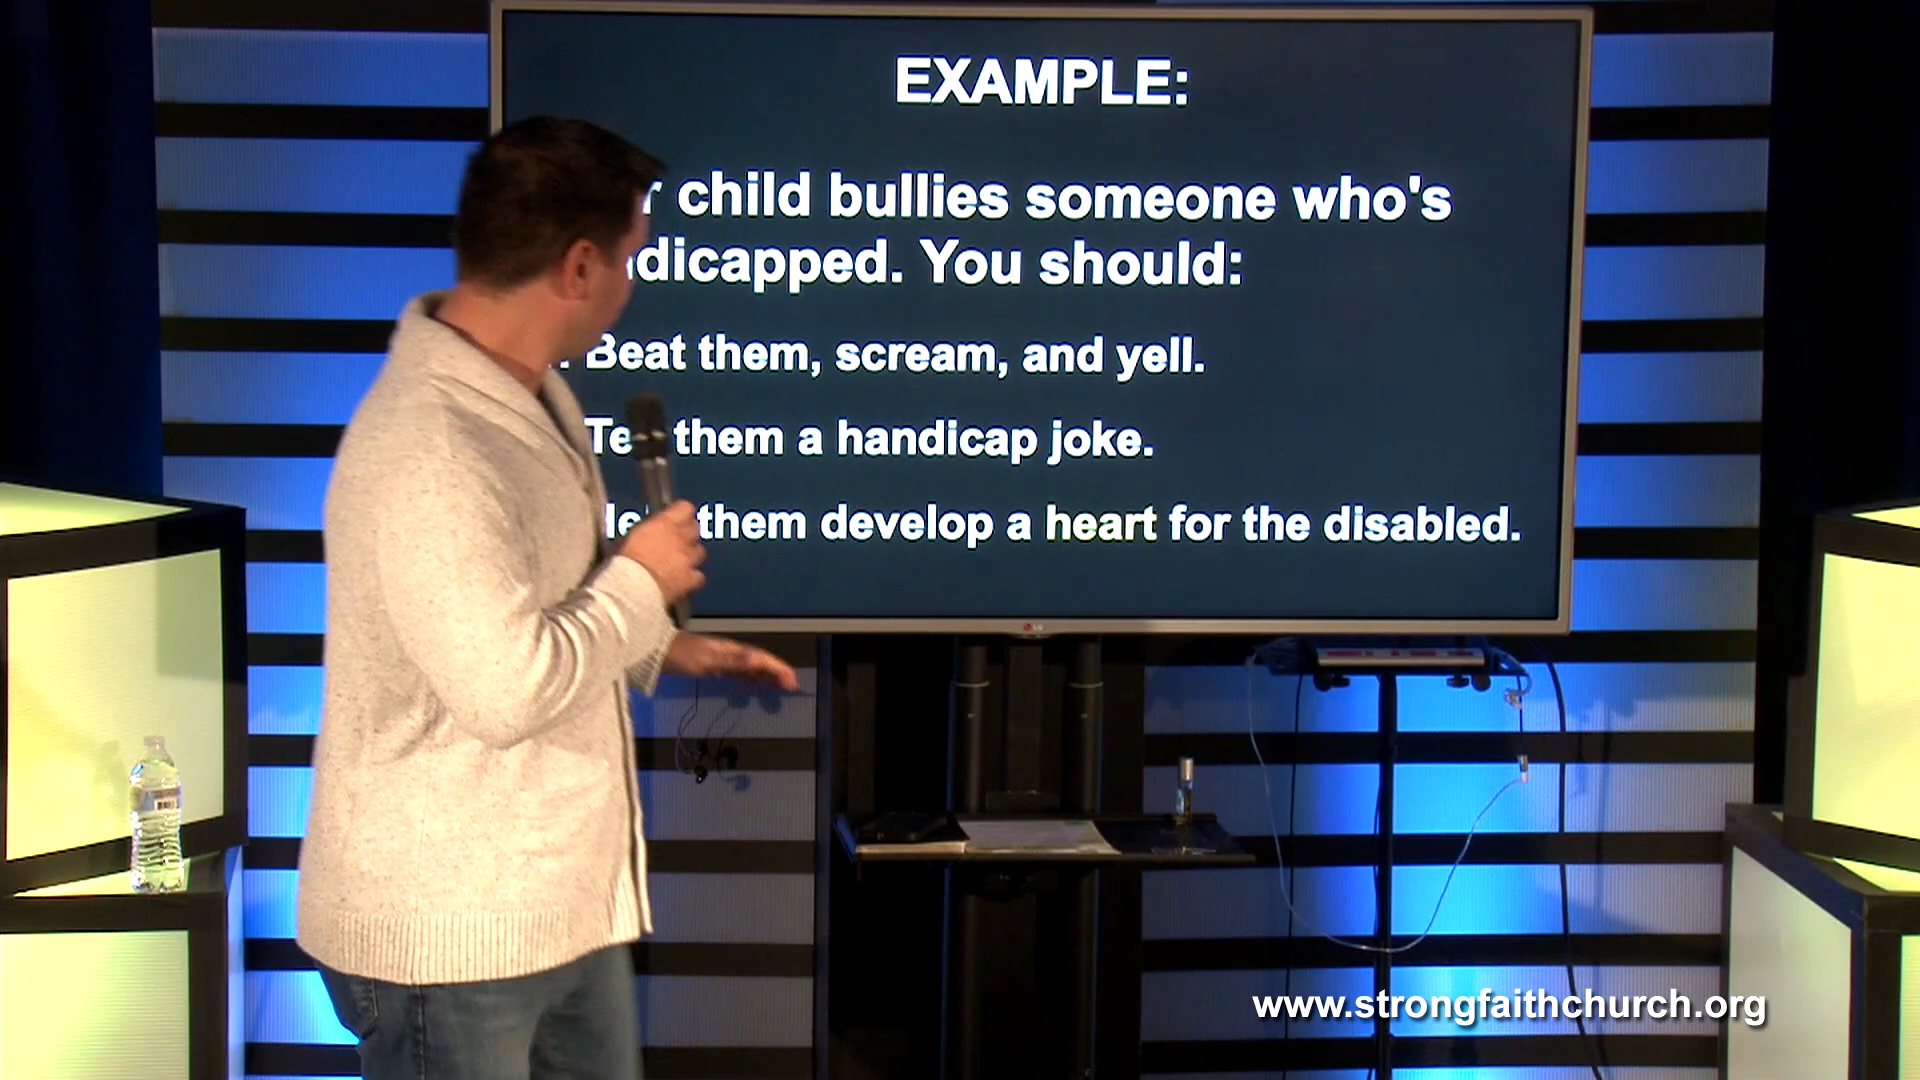 EXAMPLE:
child bullies someone who's
You should:
Beat them, scream, and yell.
them a handicap joke.
them develop a heart for the disabled.
LG
www.strongfaithchurch.org